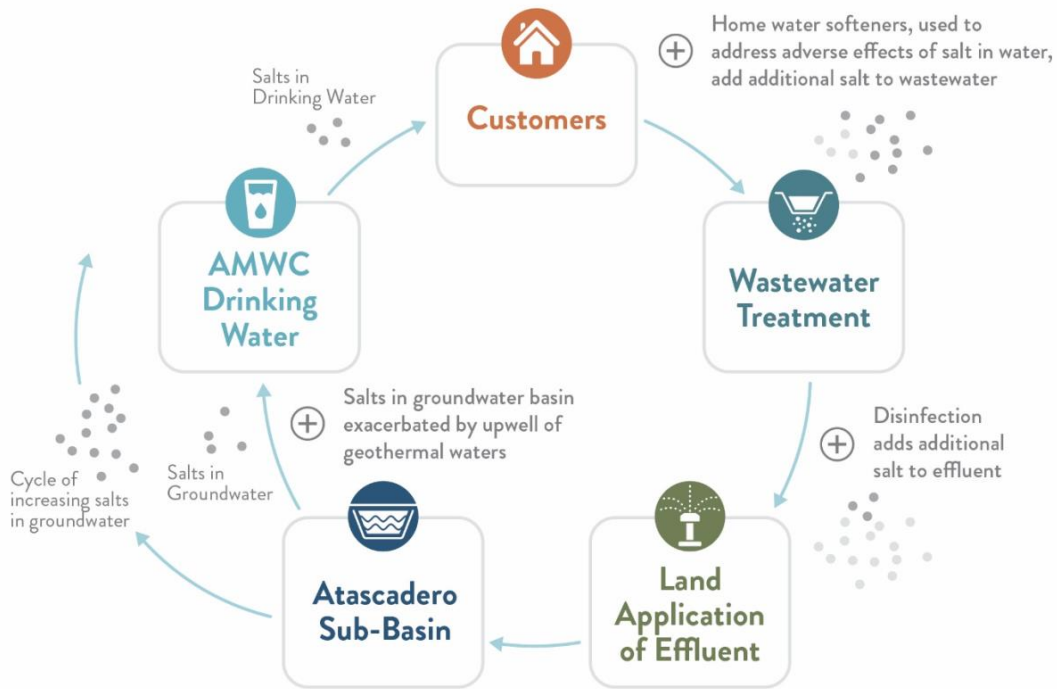 Home water softeners, used to
address adverse effects of salt in water,
add additional salt to wastewater
Salts in
Drinking Water
Customers
AMWC
Drinking
Water
Wastewater
Treatment
Salts in groundwater basin
exacerbated by upwell of
geothermal waters
Disinfection
adds additional
salt to effluent
Cycle of
increasing salts
in groundwater
Salts in
Groundwater
Atascadero
Sub-Basin
Land
Application
of Effluent